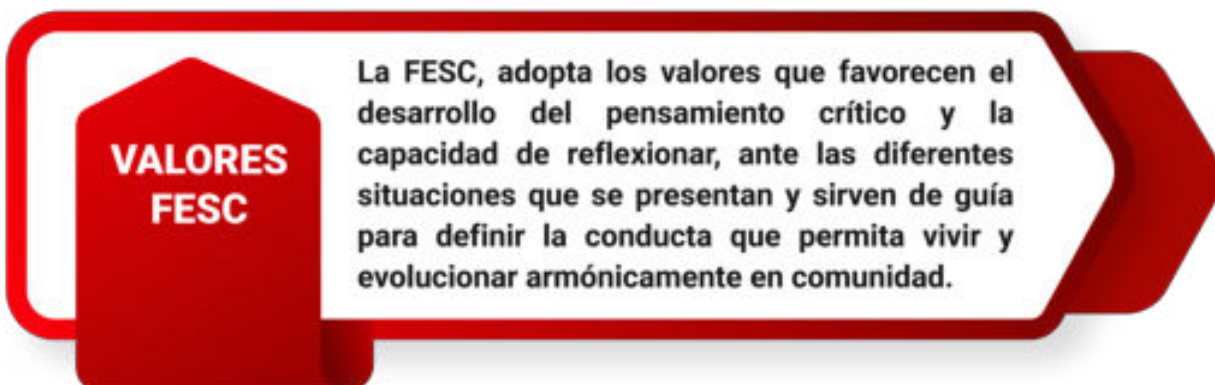 VALORES
FESC
La FESC, adopta los valores que favorecen el
desarrollo del pensamiento crítico y la
capacidad de reflexionar, ante las diferentes
situaciones que se presentan y sirven de guía
para definir la conducta que permita vivir y
evolucionar armónicamente en comunidad.